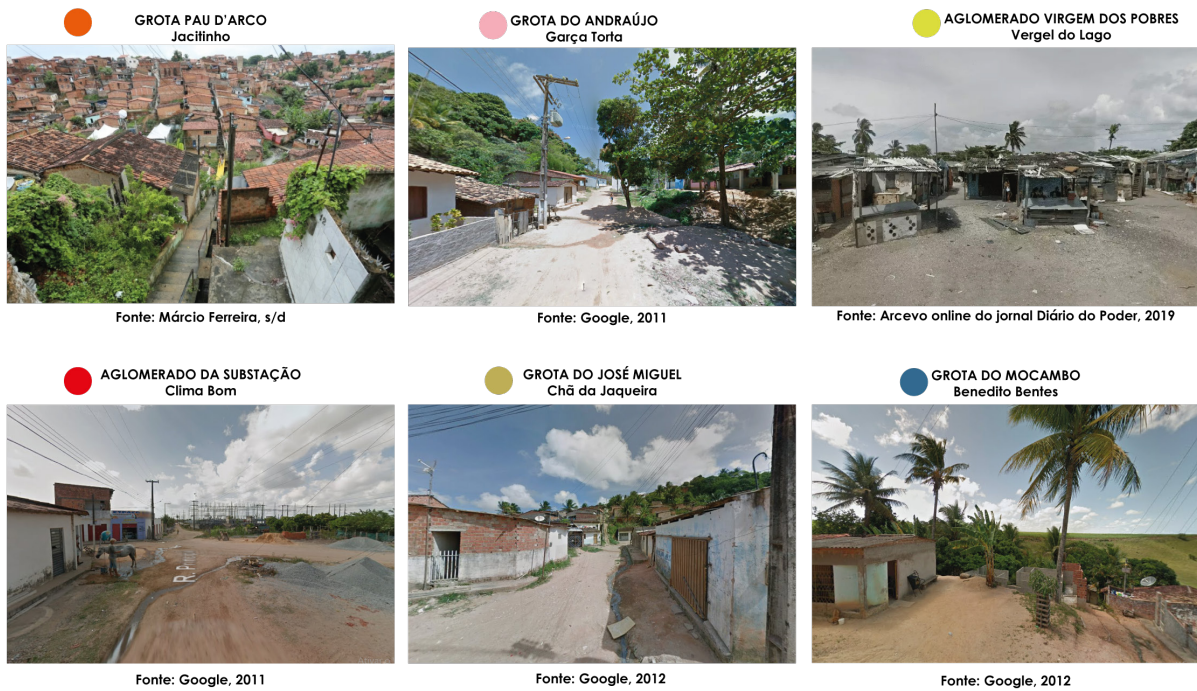 GROTA PAU D'ARCO
Jacitinho
GROTA DO ANDRAÚJO
Garça Torta
AGLOMERADO VIRGEM DOS POBRES
Vergel do Lago
Fonte: Márcio Ferreira, s/d
Fonte: Google, 2011
Fonte: Arcevo online do jornal Diário do Poder, 2019
AGLOMERADO DA SUBSTAÇÃO
Clima Bom
GROTA DO JOSÉ MIGUEL
Chã da Jaqueira
GROTA DO MOCAMBO
Benedito Bentes
Fonte: Google, 2011
Fonte: Google, 2012
Fonte: Google, 2012